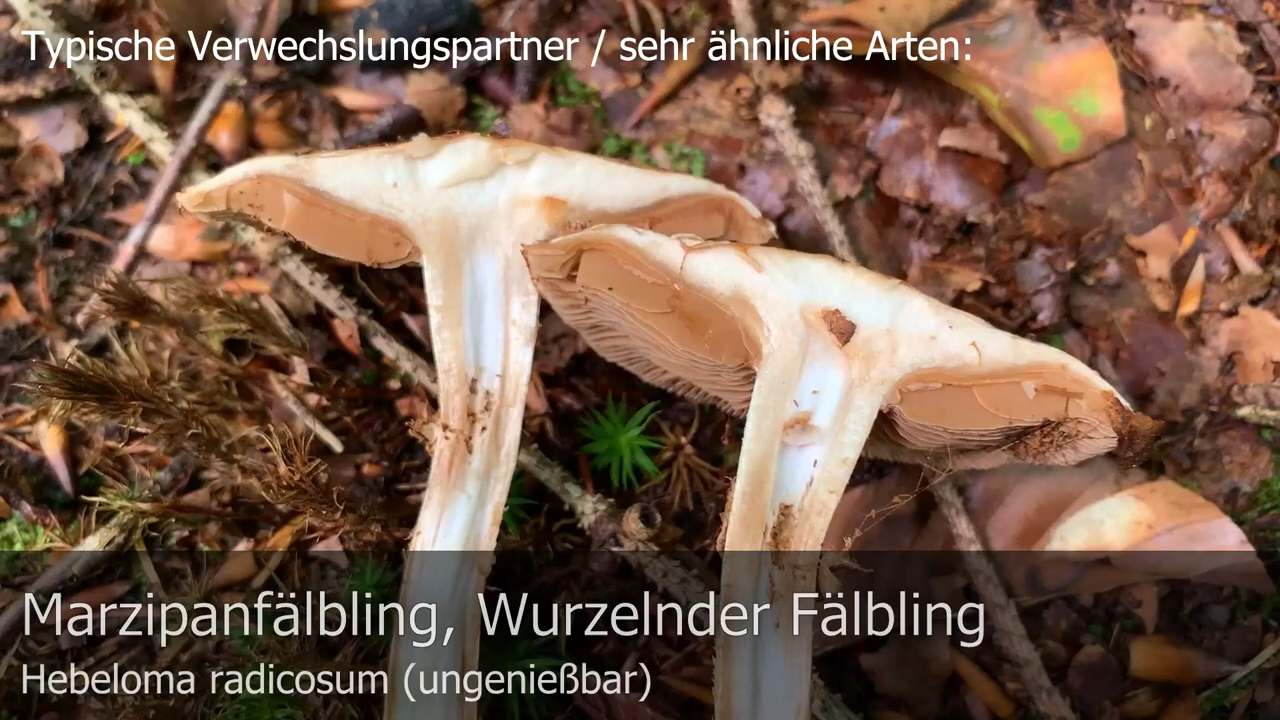 Typische Verwechslungspartner / sehr ähnliche Arten:
Marzipanfälbling, Wurzelnder Fälbling
Hebeloma radicosum (ungenießbar)